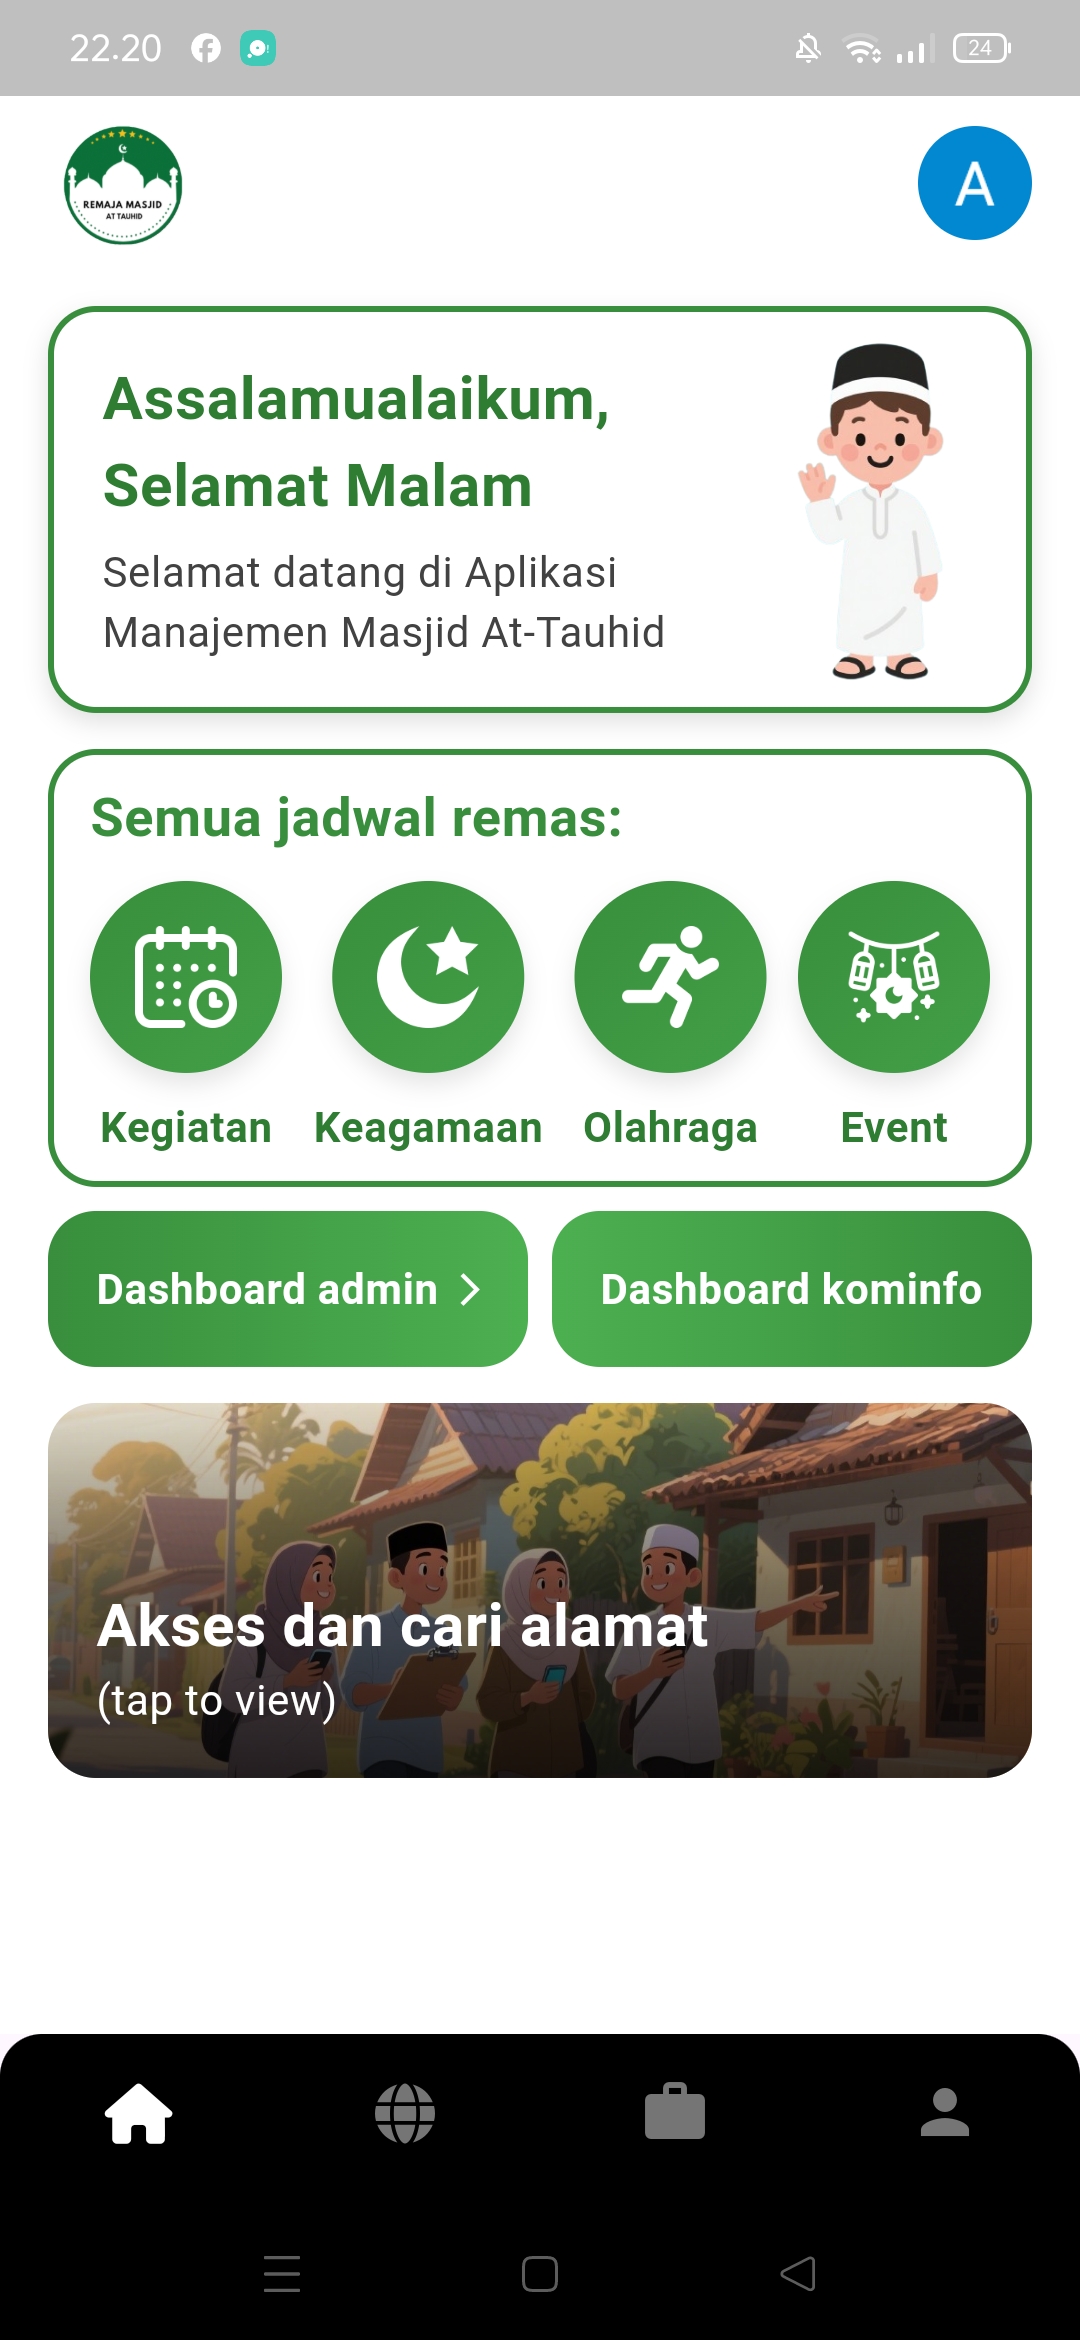 22.20
24
REMAJA MASJID
AT TAUHID
A
Assalamualaikum,
Selamat Malam
Selamat datang di Aplikasi
Manajemen Masjid At-Tauhid
Semua jadwal remas:
Kegiatan
Keagamaan
Olahraga
Event
Dashboard admin
Dashboard kominfo
Akses dan cari alamat
(tap to view)